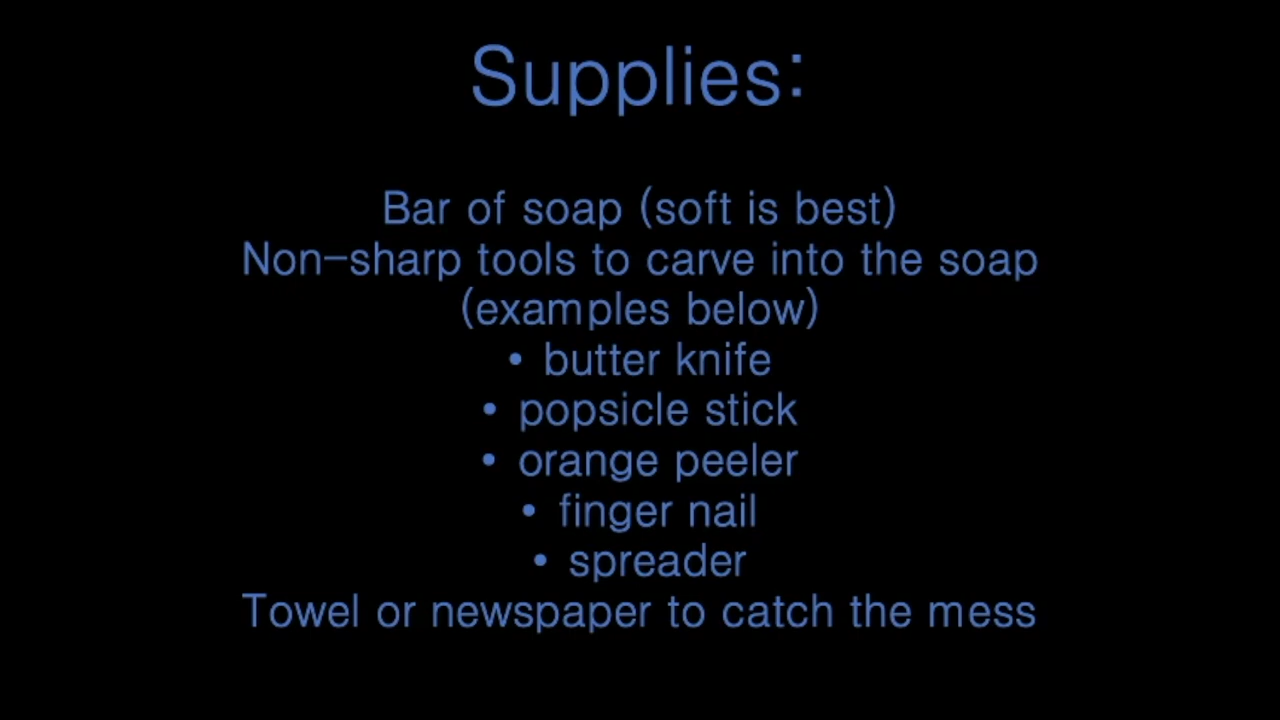 Supplies:
Bar of soap (soft is best)
Non-sharp tools to carve into the soap
(examples below)
• butter knife
• popsicle stick
• orange peeler
• finger nail
• spreader
Towel or newspaper to catch the mess